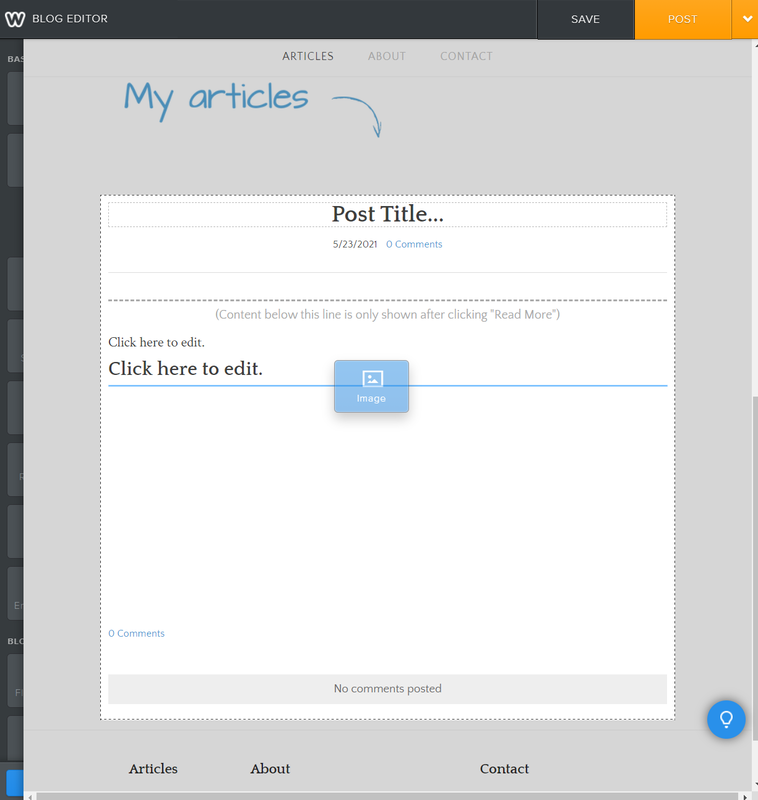 BLOG EDITOR SAVE POST
ARTICLES ABOUT CONTACT
BAS
My articles
Post Title...
5/23/2021 0 Comments
(Content below this line is only shown after clicking "Read More")
Click here to edit.
Click here to edit.
Image
0 Comments
BLO
No comments posted
Articles About Contact